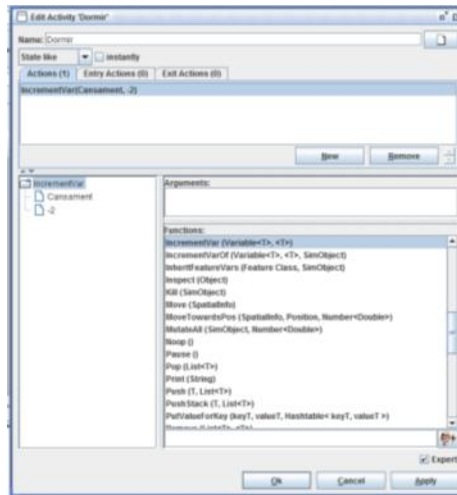 Edit Activity 'Dormir'
Name: Dormir
State like instantly
Actions (1) Entry Actions (0) Exit Actions (0)
IncrementVar(Cansament, -2)
New Remove
IncrementVar
Cansament
-2
Arguments:
Functions:
IncrementVar (Variable<T>, <T>)
IncrementVarOf (Variable<T>, <T>, SimObject)
InheritFeatureVars (Feature Class, SimObject)
Inspect (Object)
Kill (SimObject)
Move (SpatialInfo)
MoveTowardsPos (SpatialInfo, Position, Number<Double>)
MutateAll (SimObject, Number<Double>)
Noop ()
Pause ()
Pop (List<T>)
Print (String)
Push (T, List<T>)
PushStack (T, List<T>)
PutValueForKey (keyT, valueT, Hashtable< keyT, valueT >)
Remove (List<T>, <T>)
Expert
Ok Cancel Apply